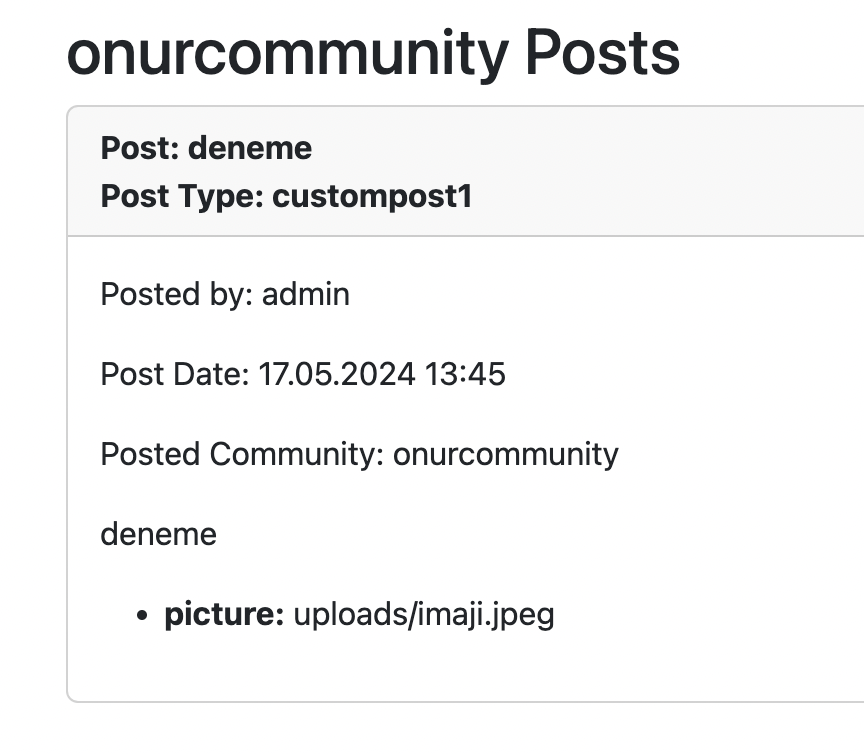 onurcommunity Posts
Post: deneme
Post Type: custompost1
Posted by: admin
Post Date: 17.05.2024 13:45
Posted Community: onurcommunity
deneme
• picture: uploads/imaji.jpeg